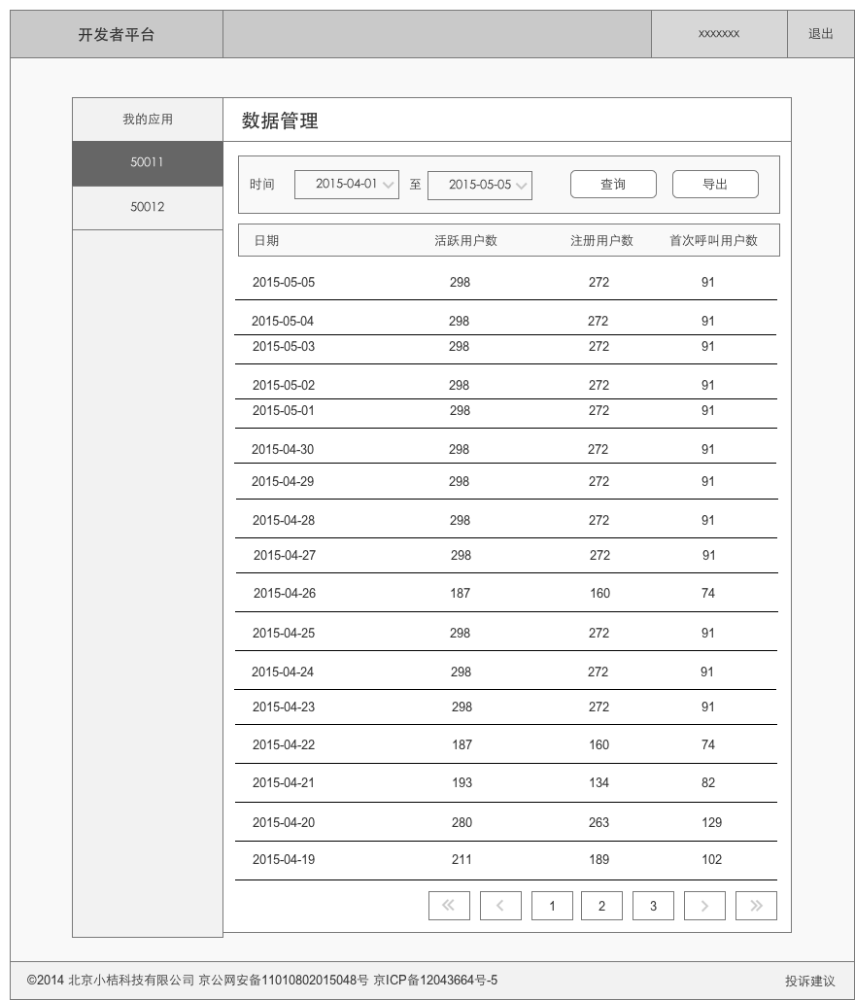 开发者平台 xxxxxxx 退出
我的应用
50011
50012
数据管理
时间 2015-04-01 至 2015-05-05 查询 导出
日期 活跃用户数 注册用户数 首次呼叫用户数
2015-05-05 298 272 91
2015-05-04 298 272 91
2015-05-03 298 272 91
2015-05-02 298 272 91
2015-05-01 298 272 91
2015-04-30 298 272 91
2015-04-29 298 272 91
2015-04-28 298 272 91
2015-04-27 298 272 91
2015-04-26 187 160 74
2015-04-25 298 272 91
2015-04-24 298 272 91
2015-04-23 298 272 91
2015-04-22 187 160 74
2015-04-21 193 134 82
2015-04-20 280 263 129
2015-04-19 211 189 102
1 2 3
©2014 北京小桔科技有限公司 京公网安备11010802015048号 京ICP备12043664号-5 投诉建议